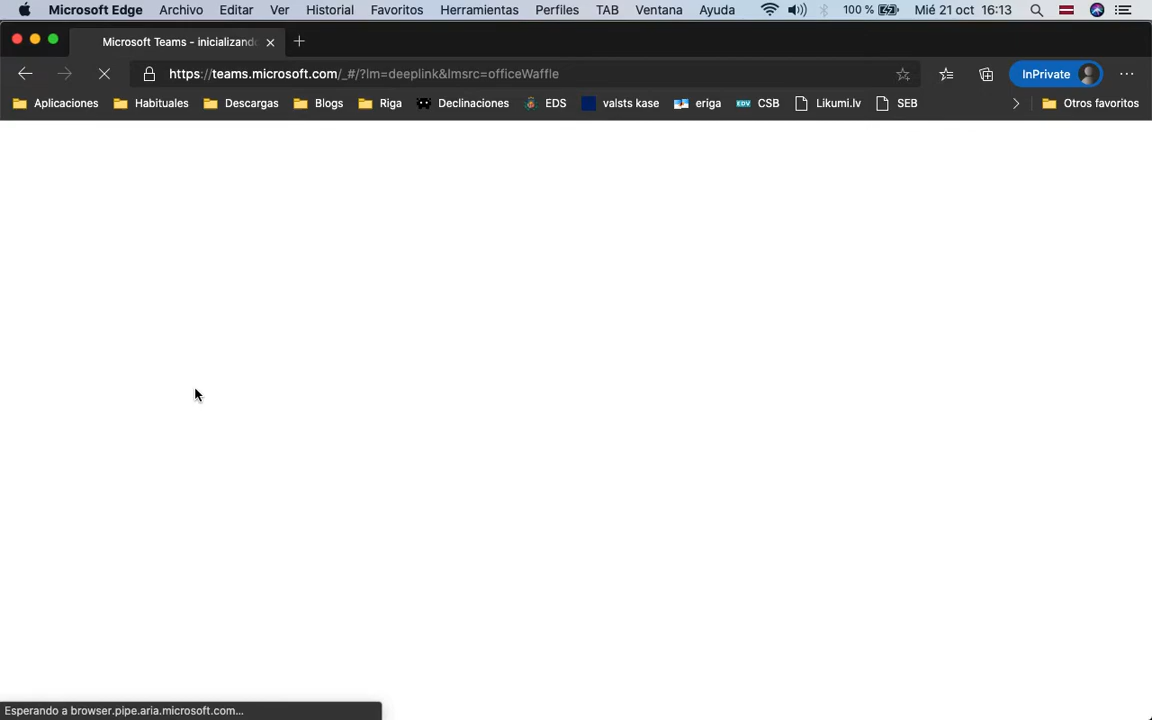 Microsoft Edge Archivo Editar Ver Historial Favoritos Herramientas Perfiles TAB Ventana Ayuda 100 % Mié 21 oct 16:13
Microsoft Teams - inicializando
https://teams.microsoft.com/_#/?lm=deeplink&lmsrc=officeWaffle InPrivate
Aplicaciones Habituales Descargas Blogs Riga Declinaciones EDS valsts kase eriga EDV CSB Likumi.lv SEB Otros favoritos
Esperando a browser.pipe.aria.microsoft.com...